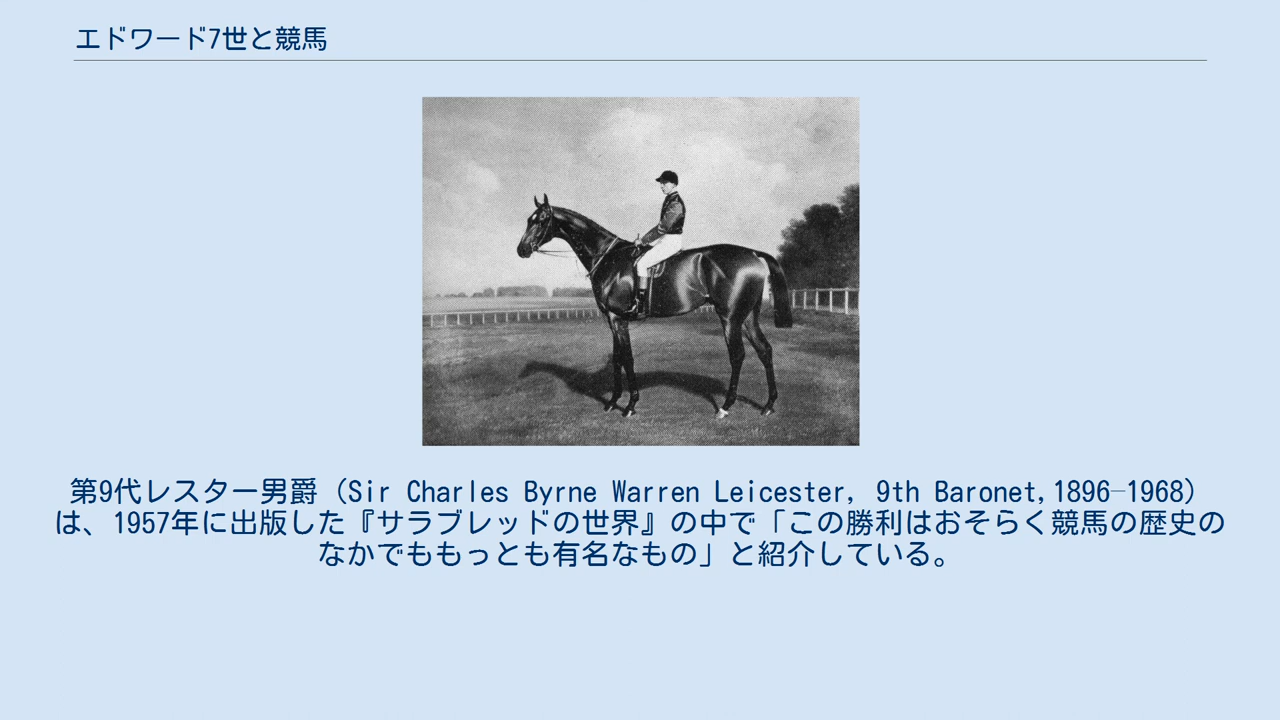 エドワード7世と競馬
第9代レスター男爵（Sir Charles Byrne Warren Leicester, 9th Baronet,1896–1968）
は、1957年に出版した『サラブレッドの世界』の中で「この勝利はおそらく競馬の歴史の
なかでももっとも有名なもの」と紹介している。